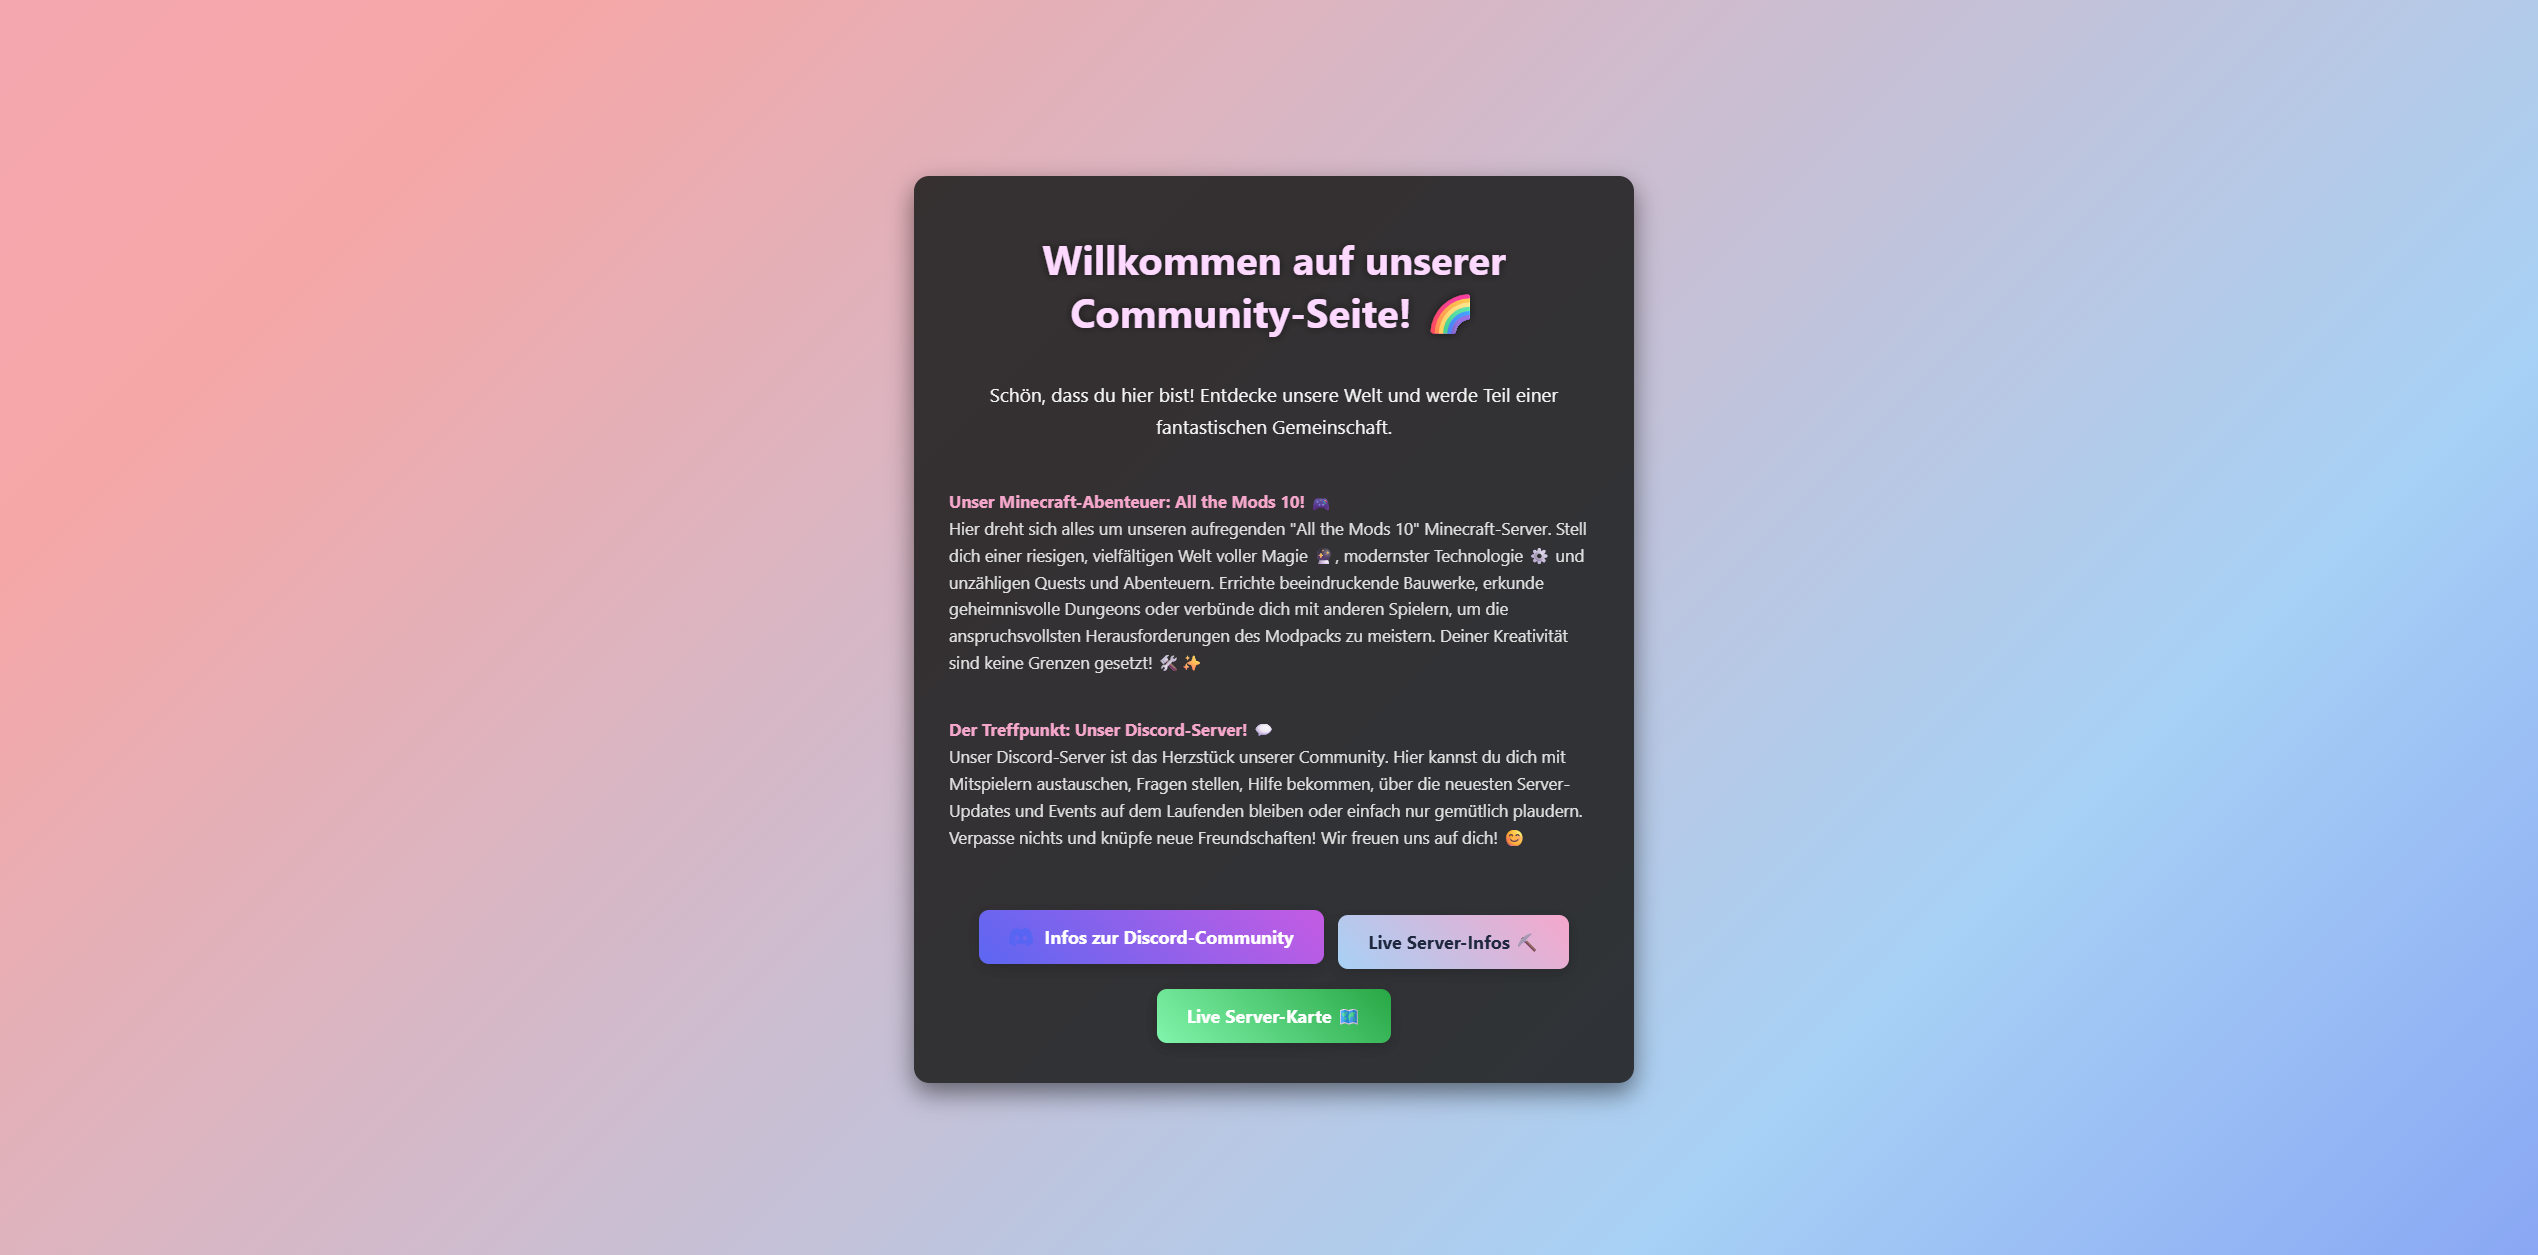 Willkommen auf unserer
Community-Seite! 🌈
Schön, dass du hier bist! Entdecke unsere Welt und werde Teil einer
fantastischen Gemeinschaft.
Unser Minecraft-Abenteuer: All the Mods 10! 🎮
Hier dreht sich alles um unseren aufregenden "All the Mods 10" Minecraft-Server. Stell
dich einer riesigen, vielfältigen Welt voller Magie 🔮, modernster Technologie ⚙️ und
unzähligen Quests und Abenteuern. Errichte beeindruckende Bauwerke, erkunde
geheimnisvolle Dungeons oder verbünde dich mit anderen Spielern, um die
anspruchsvollsten Herausforderungen des Modpacks zu meistern. Deiner Kreativität
sind keine Grenzen gesetzt! 🛠️✨
Der Treffpunkt: Unser Discord-Server! 💬
Unser Discord-Server ist das Herzstück unserer Community. Hier kannst du dich mit
Mitspielern austauschen, Fragen stellen, Hilfe bekommen, über die neuesten Server-
Updates und Events auf dem Laufenden bleiben oder einfach nur gemütlich plaudern.
Verpasse nichts und knüpfe neue Freundschaften! Wir freuen uns auf dich! 😊
Infos zur Discord-Community
Live Server-Infos ⛏️
Live Server-Karte 🗺️